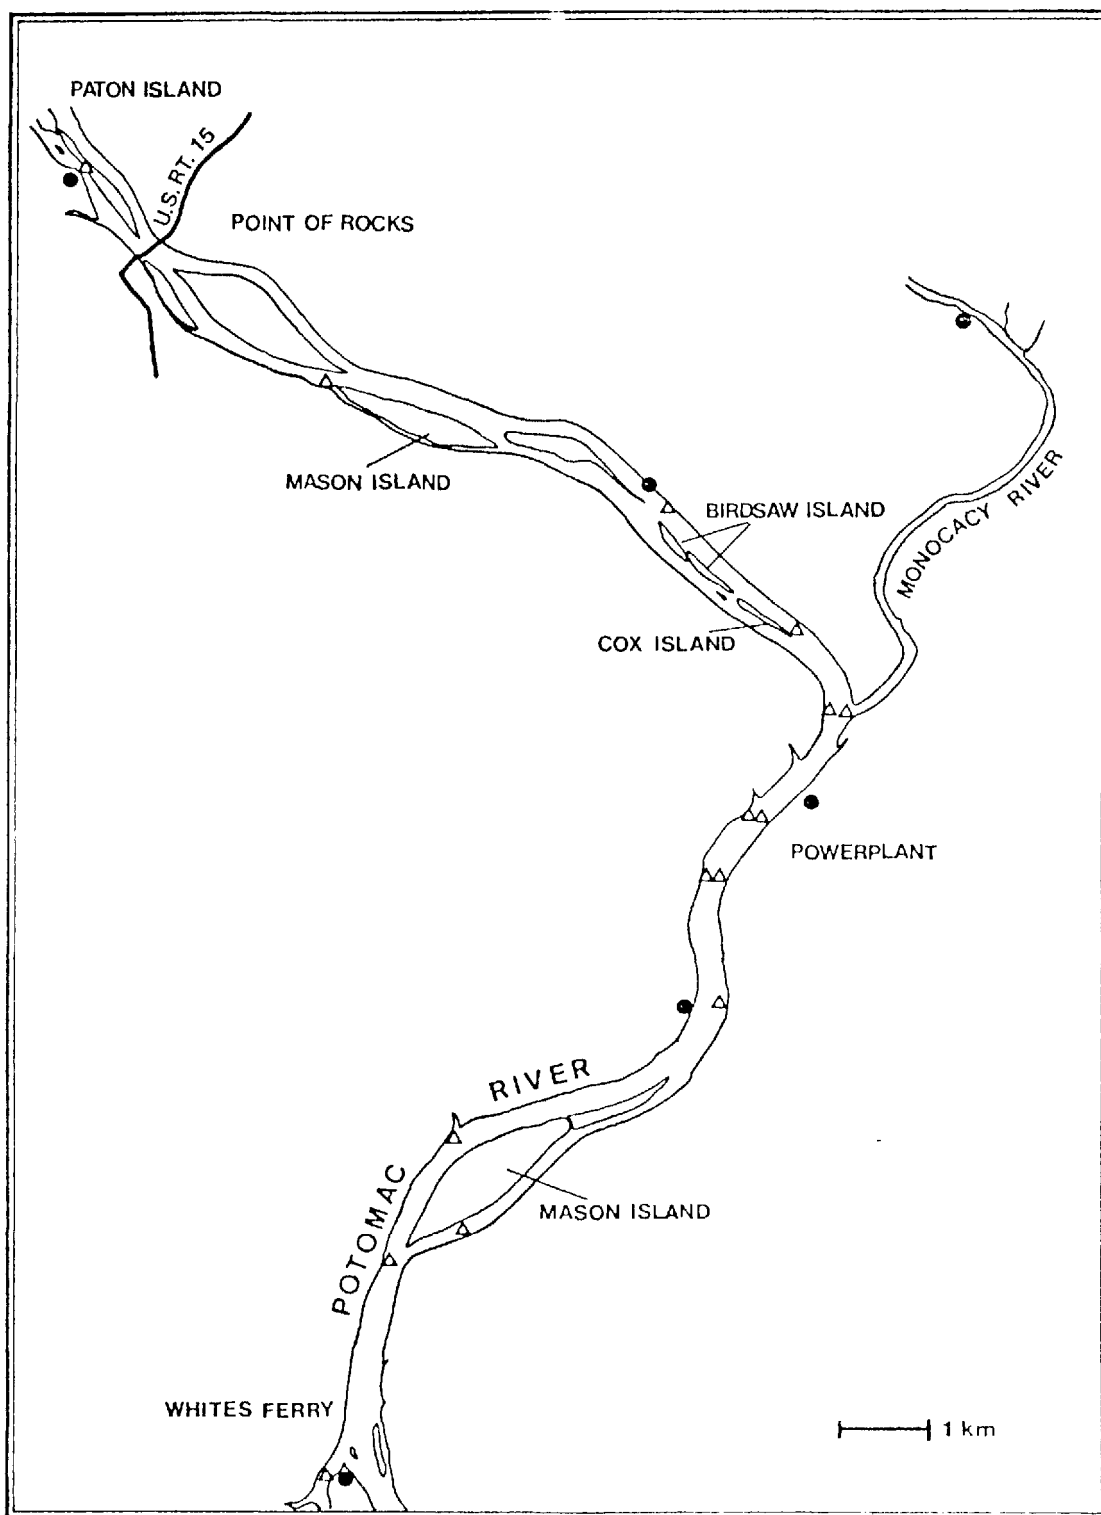 PATON ISLAND
U.S. RT. 15
POINT OF ROCKS
MASON ISLAND
BIRDSAW ISLAND
MONOCACY RIVER
COX ISLAND
POWERPLANT
POTOMAC RIVER
MASON ISLAND
WHITES FERRY
1 km